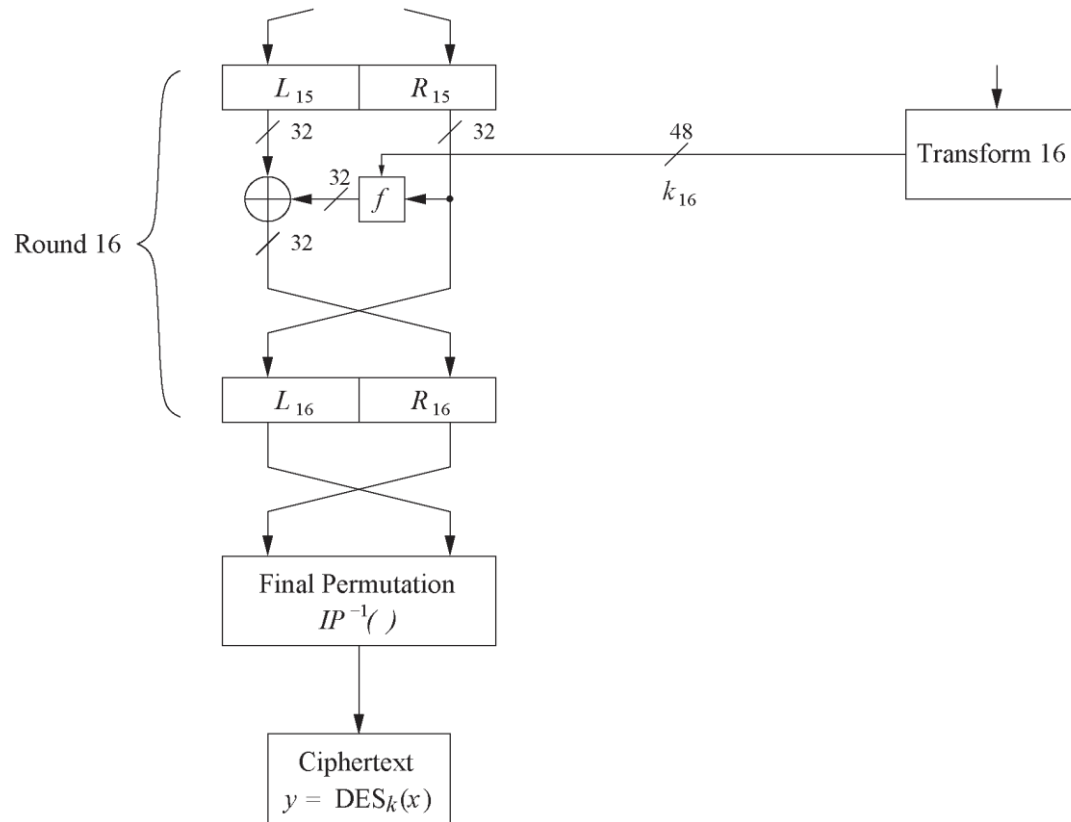 L₁₅ R₁₅
32 32 48
Transform 16
32 f k₁₆
Round 16 32
L₁₆ R₁₆
Final Permutation
IP⁻¹( )
Ciphertext
y = DESₖ(x)